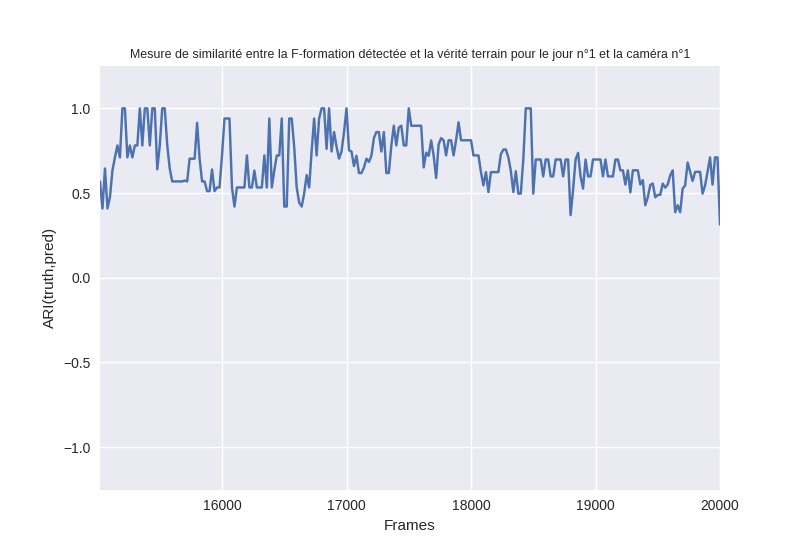 Mesure de similarité entre la F-formation détectée et la vérité terrain pour le jour n°1 et la caméra n°1
1.0
0.5
0.0
−0.5
−1.0
ARI(truth,pred)
16000 17000 18000 19000 20000
Frames